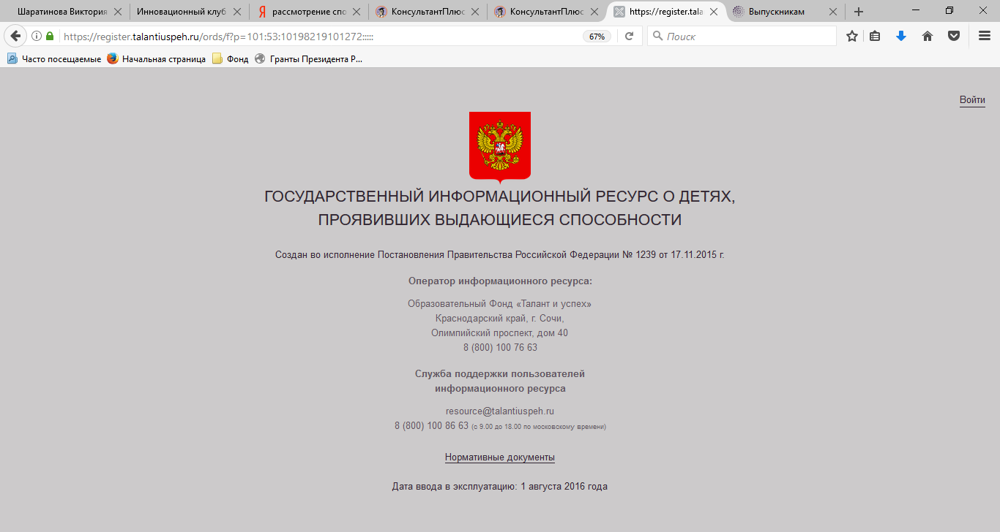 Шаратинова Виктория
Инновационный клуб
рассмотрение спо
КонсультантПлюс
КонсультантПлюс
https://register.tala
Выпускникам
https://register.talantiuspeh.ru/ords/f?p=101:53:10198219101272:::::
67%
Поиск
Часто посещаемые
Начальная страница
Фонд
Гранты Президента Р...
Войти
ГОСУДАРСТВЕННЫЙ ИНФОРМАЦИОННЫЙ РЕСУРС О ДЕТЯХ,
ПРОЯВИВШИХ ВЫДАЮЩИЕСЯ СПОСОБНОСТИ
Создан во исполнение Постановления Правительства Российской Федерации № 1239 от 17.11.2015 г.
Оператор информационного ресурса:
Образовательный Фонд «Талант и успех»
Краснодарский край, г. Сочи,
Олимпийский проспект, дом 40
8 (800) 100 76 63
Служба поддержки пользователей
информационного ресурса
resource@talantiuspeh.ru
8 (800) 100 86 63 (с 9.00 до 18.00 по московскому времени)
Нормативные документы
Дата ввода в эксплуатацию: 1 августа 2016 года